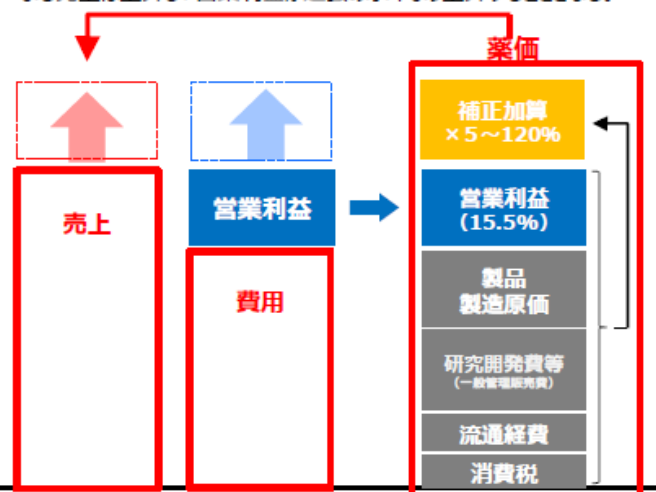 薬価
補正加算
×5～120%
売上
営業利益
営業利益
(15.5%)
費用
製品
製造原価
研究開発費等
(一般管理販売費)
流通経費
消費税